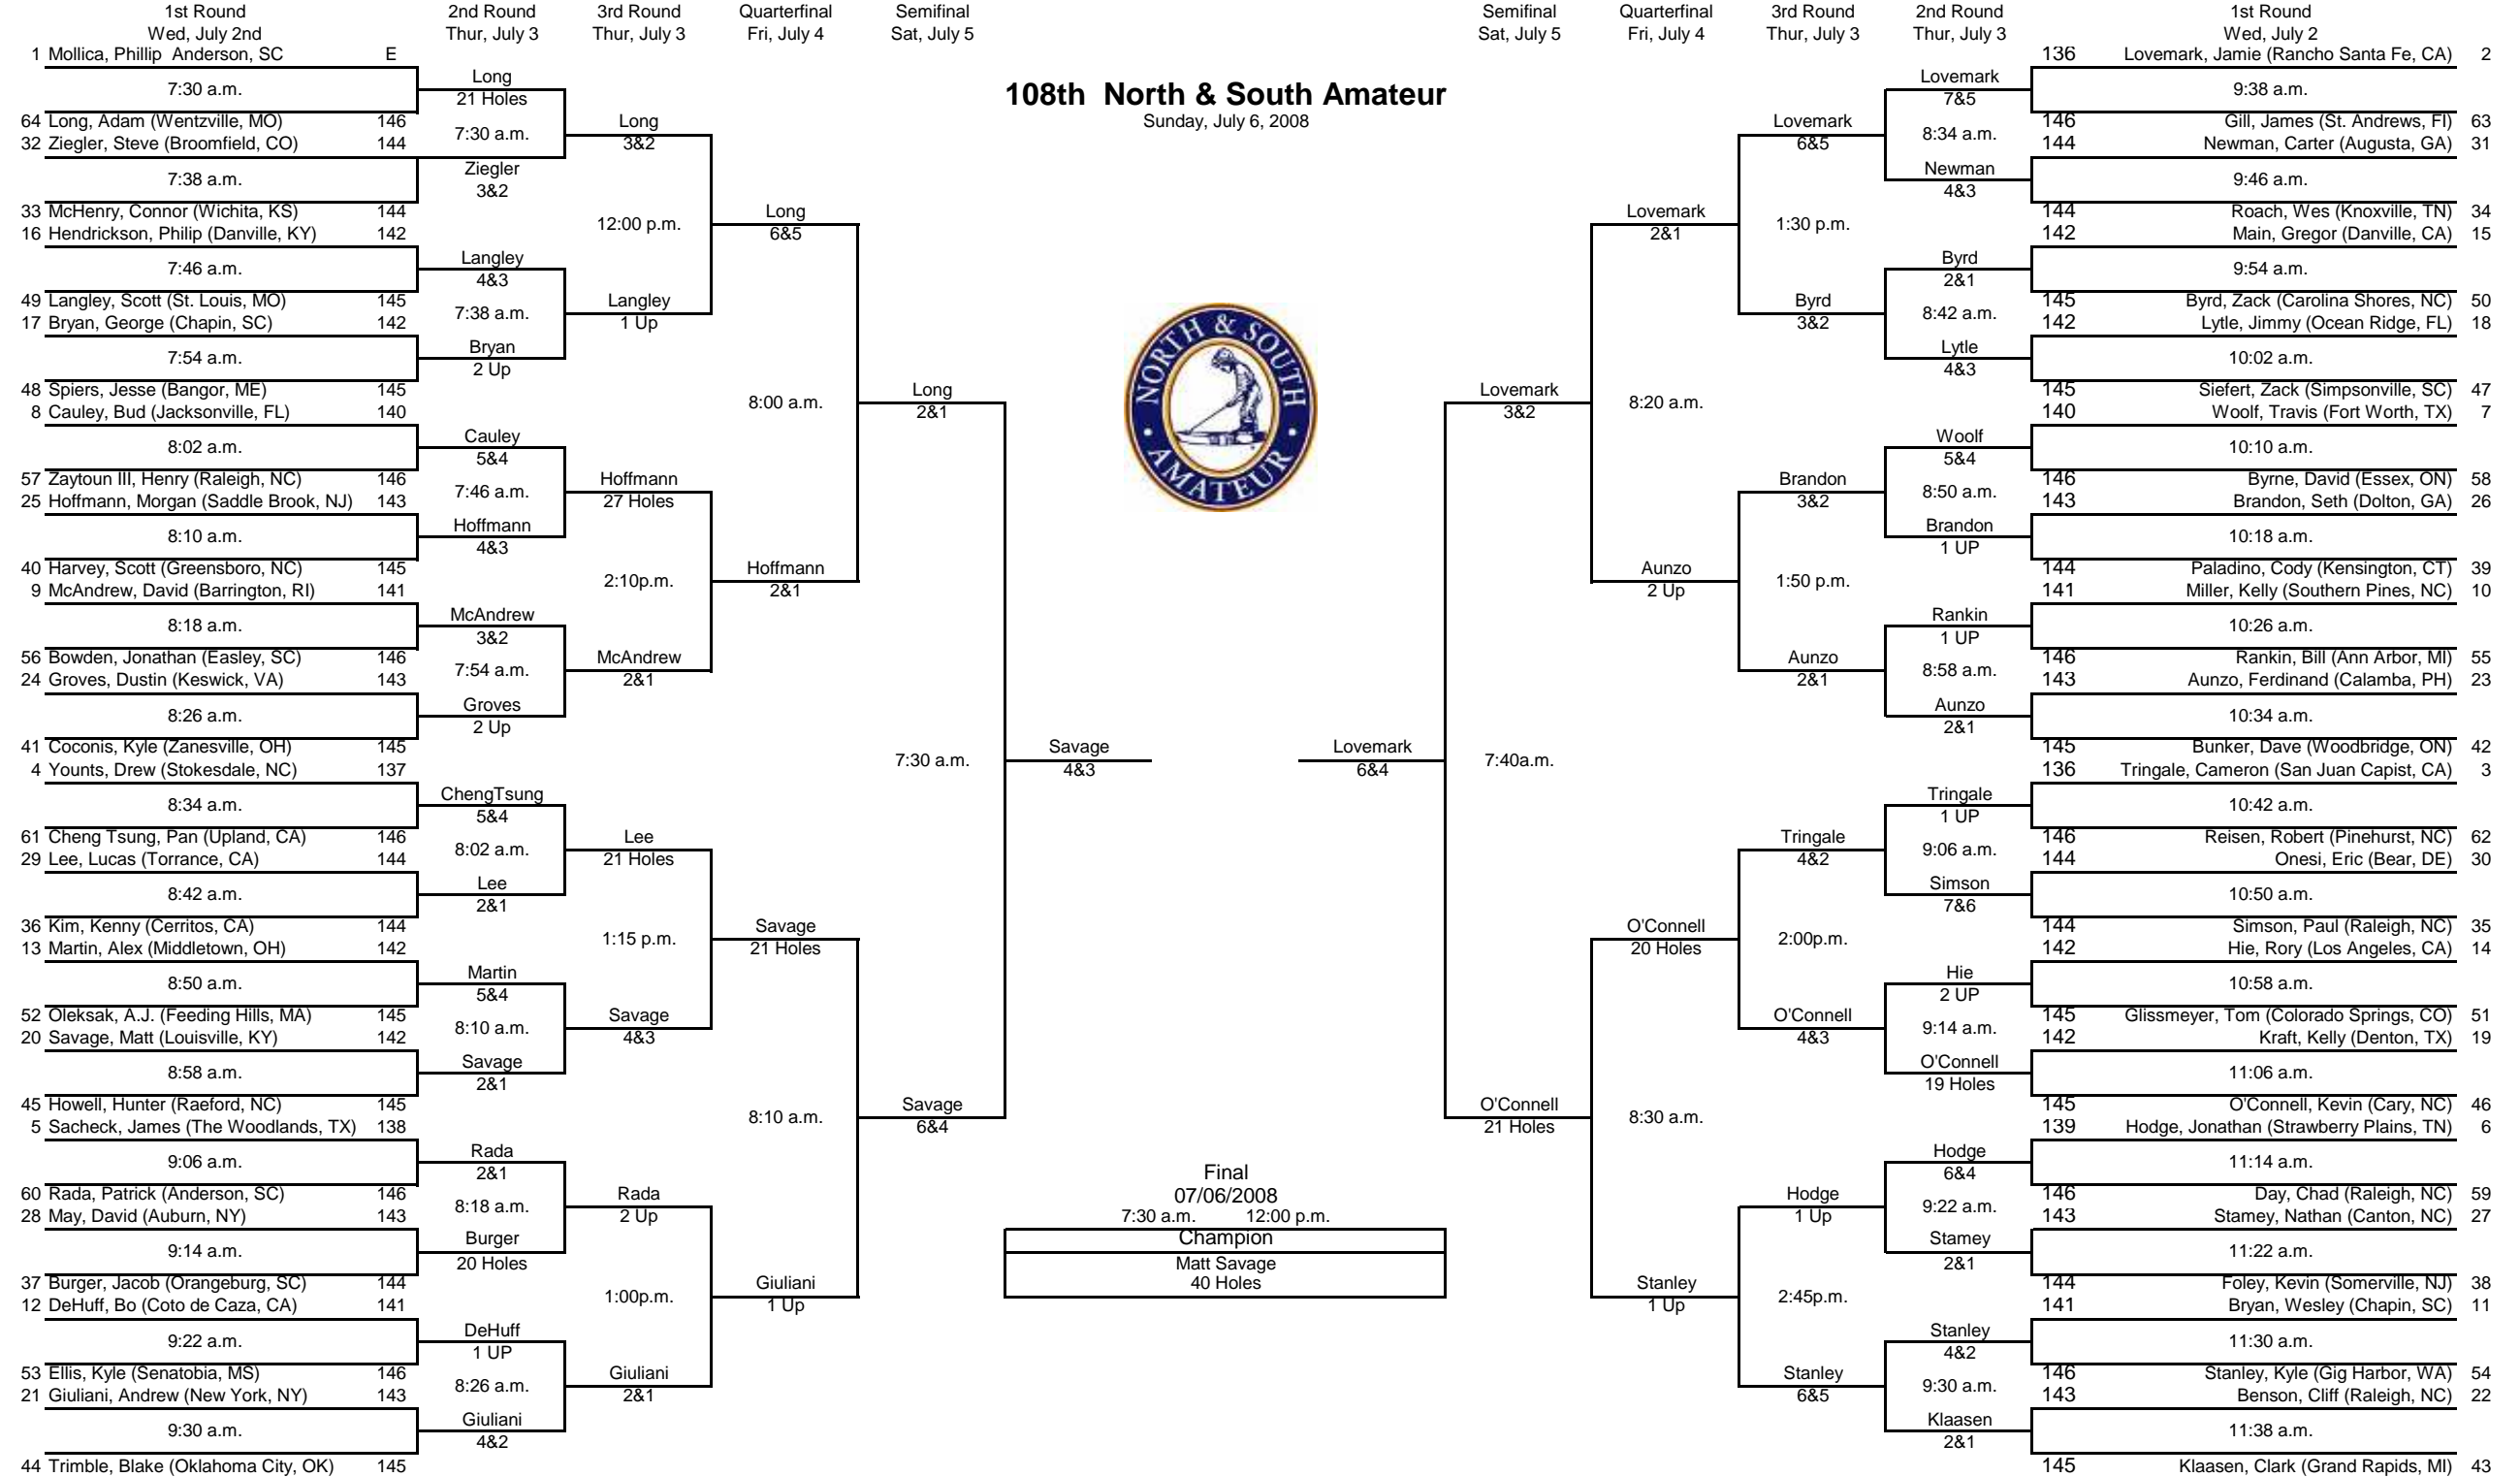 1st Round
Wed, July 2nd
2nd Round
Thur, July 3
3rd Round
Thur, July 3
Quarterfinal
Fri, July 4
Semifinal
Sat, July 5
Semifinal
Sat, July 5
Quarterfinal
Fri, July 4
3rd Round
Thur, July 3
2nd Round
Thur, July 3
1st Round
Wed, July 2
108th North & South Amateur
Sunday, July 6, 2008
NORTH & SOUTH
AMATEUR
1 Mollica, Phillip Anderson, SC E
7:30 a.m.
64 Long, Adam (Wentzville, MO) 146
32 Ziegler, Steve (Broomfield, CO) 144
7:38 a.m.
33 McHenry, Connor (Wichita, KS) 144
16 Hendrickson, Philip (Danville, KY) 142
7:46 a.m.
49 Langley, Scott (St. Louis, MO) 145
17 Bryan, George (Chapin, SC) 142
7:54 a.m.
48 Spiers, Jesse (Bangor, ME) 145
8 Cauley, Bud (Jacksonville, FL) 140
8:02 a.m.
57 Zaytoun III, Henry (Raleigh, NC) 146
25 Hoffmann, Morgan (Saddle Brook, NJ) 143
8:10 a.m.
40 Harvey, Scott (Greensboro, NC) 145
9 McAndrew, David (Barrington, RI) 141
8:18 a.m.
56 Bowden, Jonathan (Easley, SC) 146
24 Groves, Dustin (Keswick, VA) 143
8:26 a.m.
41 Coconis, Kyle (Zanesville, OH) 145
4 Younts, Drew (Stokesdale, NC) 137
8:34 a.m.
61 Cheng Tsung, Pan (Upland, CA) 146
29 Lee, Lucas (Torrance, CA) 144
8:42 a.m.
36 Kim, Kenny (Cerritos, CA) 144
13 Martin, Alex (Middletown, OH) 142
8:50 a.m.
52 Oleksak, A.J. (Feeding Hills, MA) 145
20 Savage, Matt (Louisville, KY) 142
8:58 a.m.
45 Howell, Hunter (Raeford, NC) 145
5 Sacheck, James (The Woodlands, TX) 138
9:06 a.m.
60 Rada, Patrick (Anderson, SC) 146
28 May, David (Auburn, NY) 143
9:14 a.m.
37 Burger, Jacob (Orangeburg, SC) 144
12 DeHuff, Bo (Coto de Caza, CA) 141
9:22 a.m.
53 Ellis, Kyle (Senatobia, MS) 146
21 Giuliani, Andrew (New York, NY) 143
9:30 a.m.
44 Trimble, Blake (Oklahoma City, OK) 145
Long
21 Holes
7:30 a.m.
Ziegler
3&2
Langley
4&3
7:38 a.m.
Bryan
2 Up
Cauley
5&4
7:46 a.m.
Hoffmann
4&3
McAndrew
3&2
7:54 a.m.
Groves
2 Up
ChengTsung
5&4
8:02 a.m.
Lee
2&1
Martin
5&4
8:10 a.m.
Savage
2&1
Rada
2&1
8:18 a.m.
Burger
20 Holes
DeHuff
1 UP
8:26 a.m.
Giuliani
4&2
Long
3&2
12:00 p.m.
Langley
1 Up
Hoffmann
27 Holes
2:10p.m.
McAndrew
2&1
Lee
21 Holes
1:15 p.m.
Savage
4&3
Rada
2 Up
1:00p.m.
Giuliani
2&1
Long
6&5
8:00 a.m.
Hoffmann
2&1
Savage
21 Holes
8:10 a.m.
Giuliani
1 Up
Long
2&1
7:30 a.m.
Savage
6&4
Savage
4&3
Lovemark
6&4
Final
07/06/2008
7:30 a.m. 12:00 p.m.
Champion
Matt Savage
40 Holes
Lovemark
3&2
7:40a.m.
O'Connell
21 Holes
Lovemark
2&1
8:20 a.m.
Aunzo
2 Up
O'Connell
20 Holes
8:30 a.m.
Stanley
1 Up
Lovemark
6&5
1:30 p.m.
Byrd
3&2
Brandon
3&2
1:50 p.m.
Aunzo
2&1
Tringale
4&2
2:00p.m.
O'Connell
4&3
Hodge
1 Up
2:45p.m.
Stanley
6&5
Lovemark
7&5
8:34 a.m.
Newman
4&3
Byrd
2&1
8:42 a.m.
Lytle
4&3
Woolf
5&4
8:50 a.m.
Brandon
1 UP
Rankin
1 UP
8:58 a.m.
Aunzo
2&1
Tringale
1 UP
9:06 a.m.
Simson
7&6
Hie
2 UP
9:14 a.m.
O'Connell
19 Holes
Hodge
6&4
9:22 a.m.
Stamey
2&1
Stanley
4&2
9:30 a.m.
Klaasen
2&1
136 Lovemark, Jamie (Rancho Santa Fe, CA) 2
9:38 a.m.
146 Gill, James (St. Andrews, Fl) 63
144 Newman, Carter (Augusta, GA) 31
9:46 a.m.
144 Roach, Wes (Knoxville, TN) 34
142 Main, Gregor (Danville, CA) 15
9:54 a.m.
145 Byrd, Zack (Carolina Shores, NC) 50
142 Lytle, Jimmy (Ocean Ridge, FL) 18
10:02 a.m.
145 Siefert, Zack (Simpsonville, SC) 47
140 Woolf, Travis (Fort Worth, TX) 7
10:10 a.m.
146 Byrne, David (Essex, ON) 58
143 Brandon, Seth (Dolton, GA) 26
10:18 a.m.
144 Paladino, Cody (Kensington, CT) 39
141 Miller, Kelly (Southern Pines, NC) 10
10:26 a.m.
146 Rankin, Bill (Ann Arbor, MI) 55
143 Aunzo, Ferdinand (Calamba, PH) 23
10:34 a.m.
145 Bunker, Dave (Woodbridge, ON) 42
136 Tringale, Cameron (San Juan Capist, CA) 3
10:42 a.m.
146 Reisen, Robert (Pinehurst, NC) 62
144 Onesi, Eric (Bear, DE) 30
10:50 a.m.
144 Simson, Paul (Raleigh, NC) 35
142 Hie, Rory (Los Angeles, CA) 14
10:58 a.m.
145 Glissmeyer, Tom (Colorado Springs, CO) 51
142 Kraft, Kelly (Denton, TX) 19
11:06 a.m.
145 O'Connell, Kevin (Cary, NC) 46
139 Hodge, Jonathan (Strawberry Plains, TN) 6
11:14 a.m.
146 Day, Chad (Raleigh, NC) 59
143 Stamey, Nathan (Canton, NC) 27
11:22 a.m.
144 Foley, Kevin (Somerville, NJ) 38
141 Bryan, Wesley (Chapin, SC) 11
11:30 a.m.
146 Stanley, Kyle (Gig Harbor, WA) 54
143 Benson, Cliff (Raleigh, NC) 22
11:38 a.m.
145 Klaasen, Clark (Grand Rapids, MI) 43